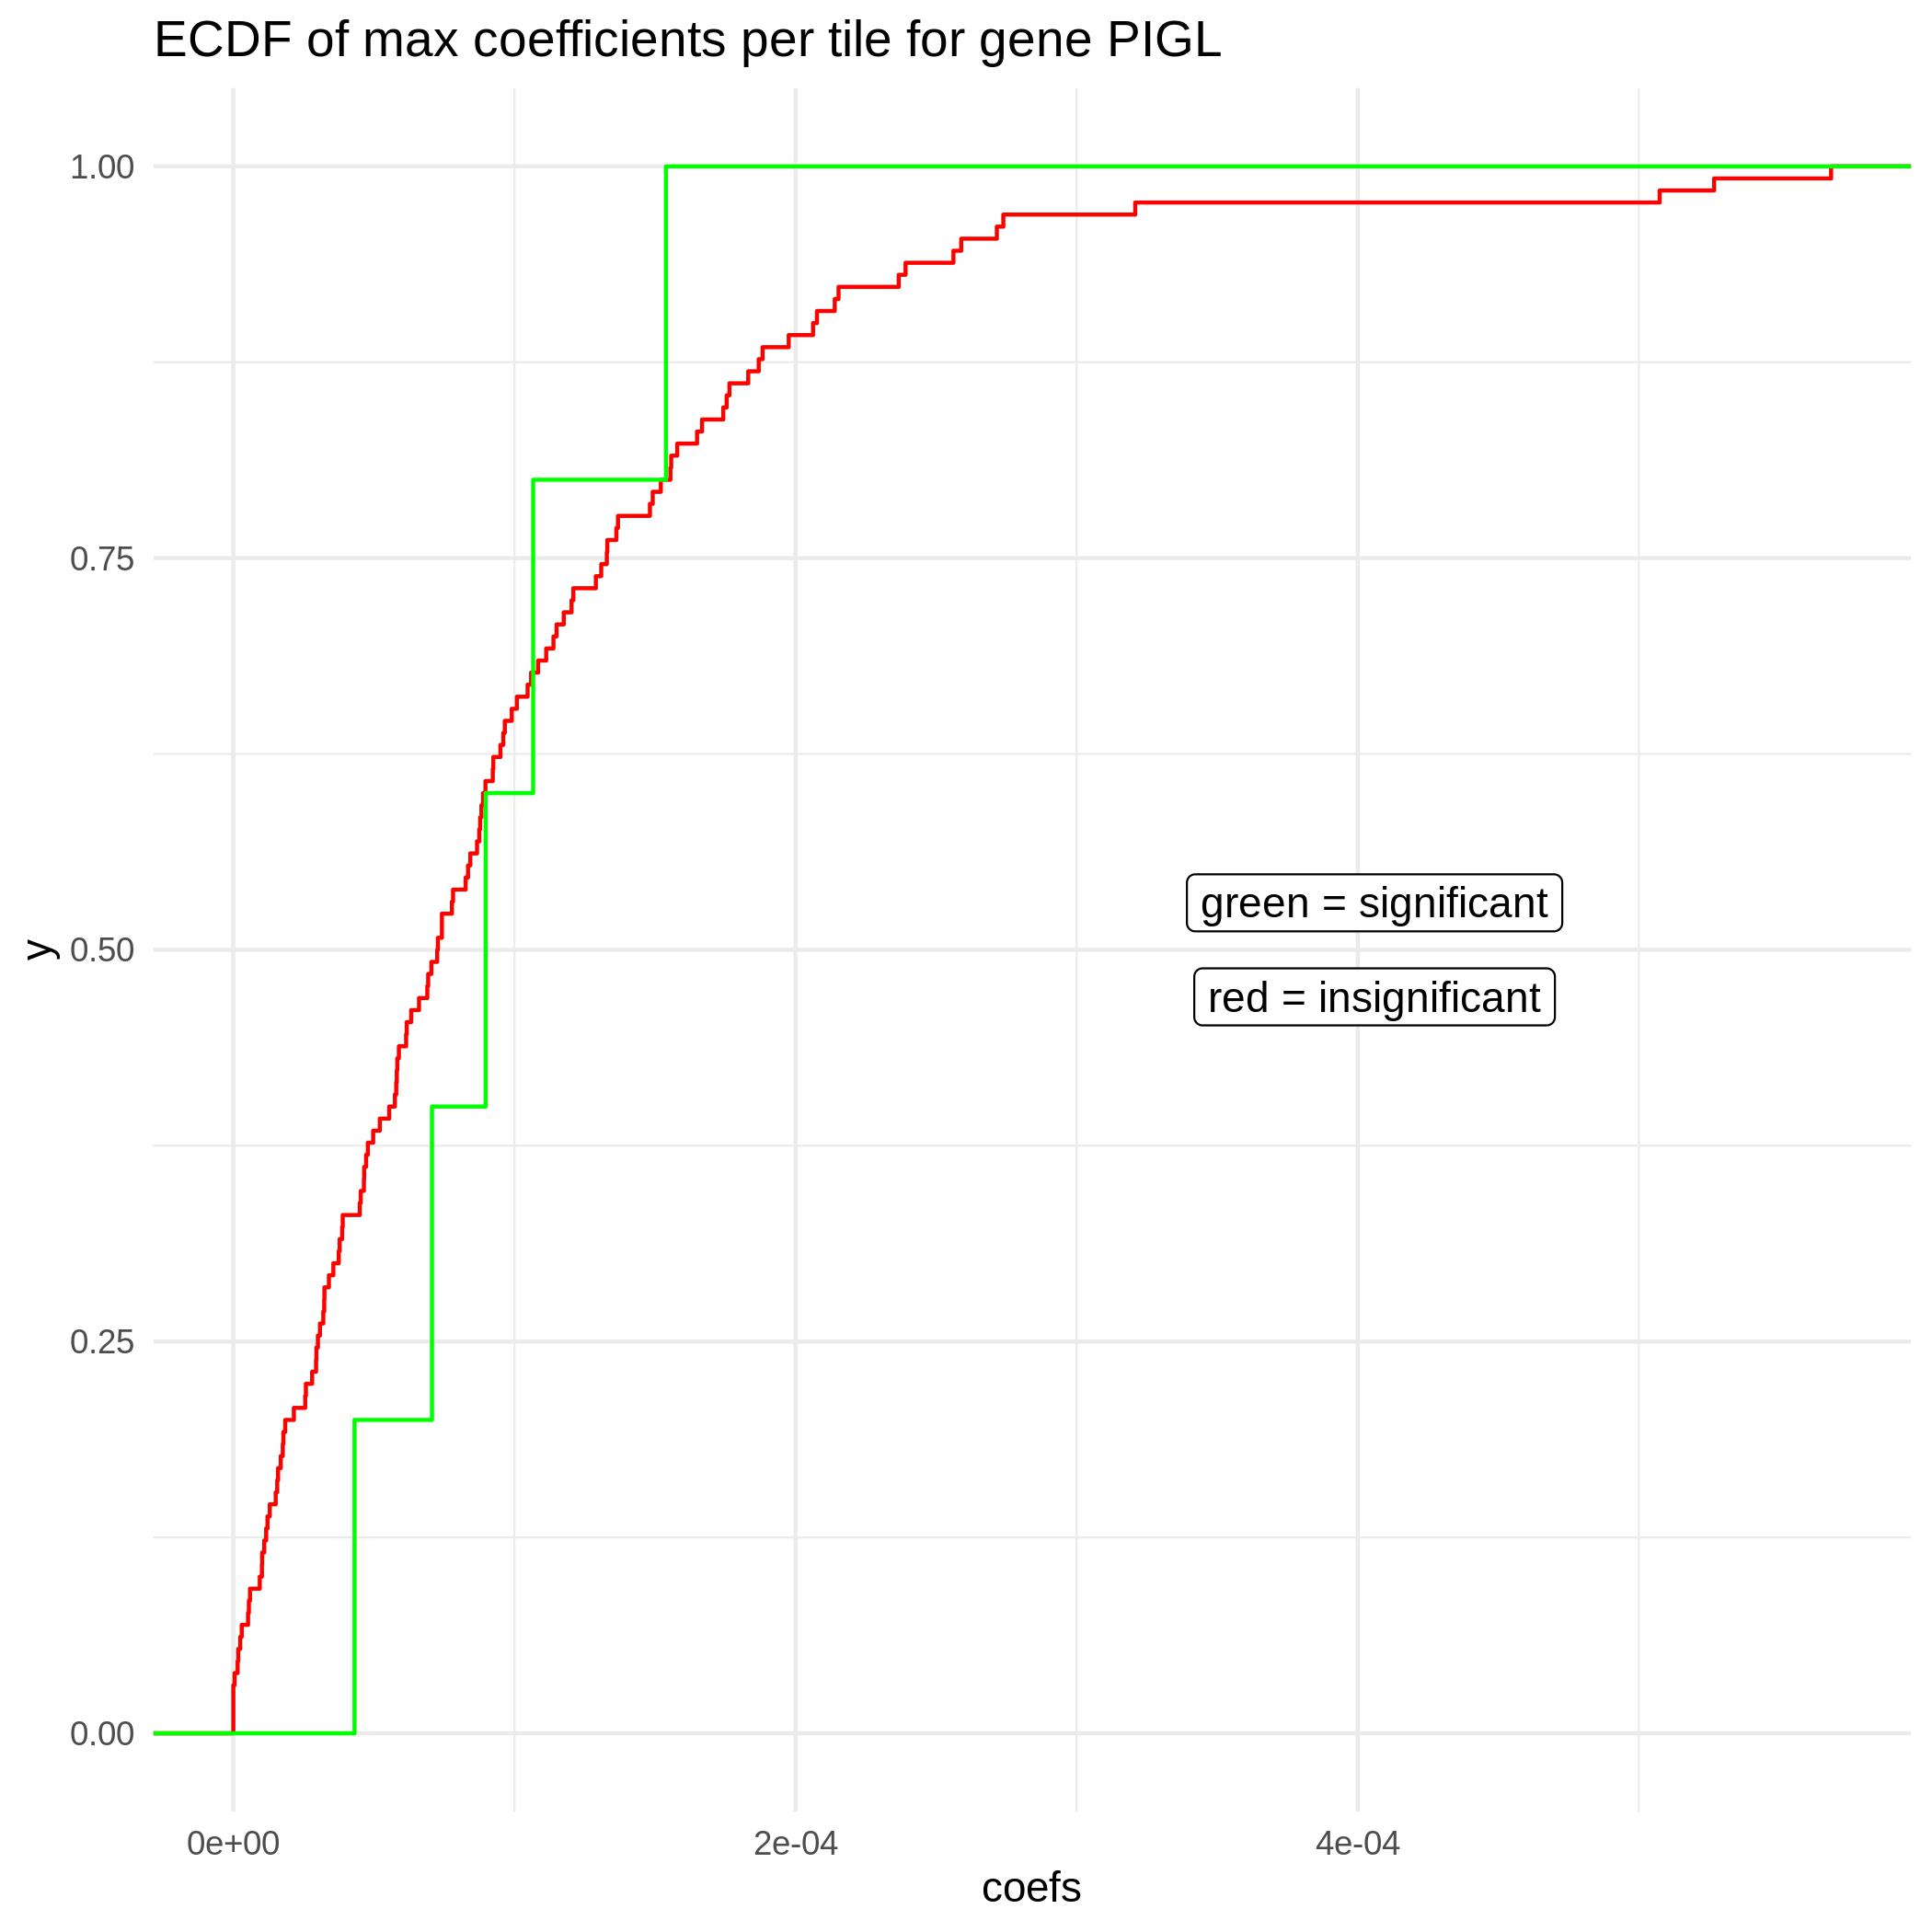 ECDF of max coefficients per tile for gene PIGL
1.00
0.75
0.50
0.25
0.00
y
green = significant
red = insignificant
0e+00 2e-04 4e-04
coefs